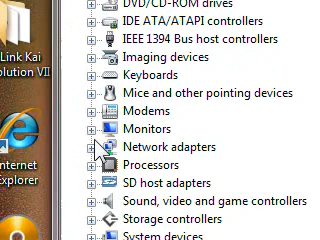 DVD/CD-ROM drives
IDE ATA/ATAPI controllers
IEEE 1394 Bus host controllers
Imaging devices
Keyboards
Mice and other pointing devices
Modems
Monitors
Network adapters
Processors
SD host adapters
Sound, video and game controllers
Storage controllers
System devices
Link Kai
olution VII
nternet
Explorer